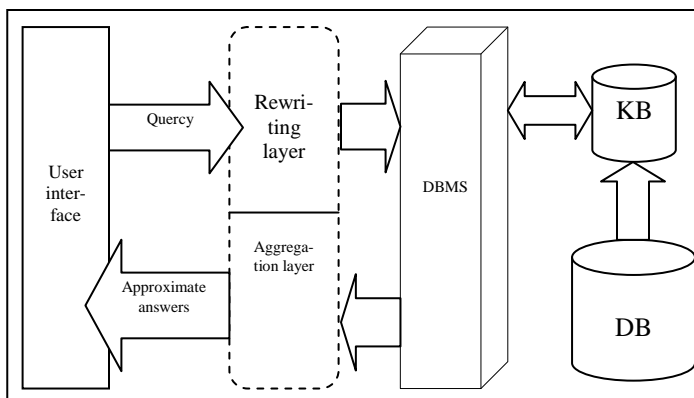 User
inter-
face
Quercy
Rewri-
ting
layer
DBMS
KB
Aggrega-
tion layer
Approximate
answers
DB